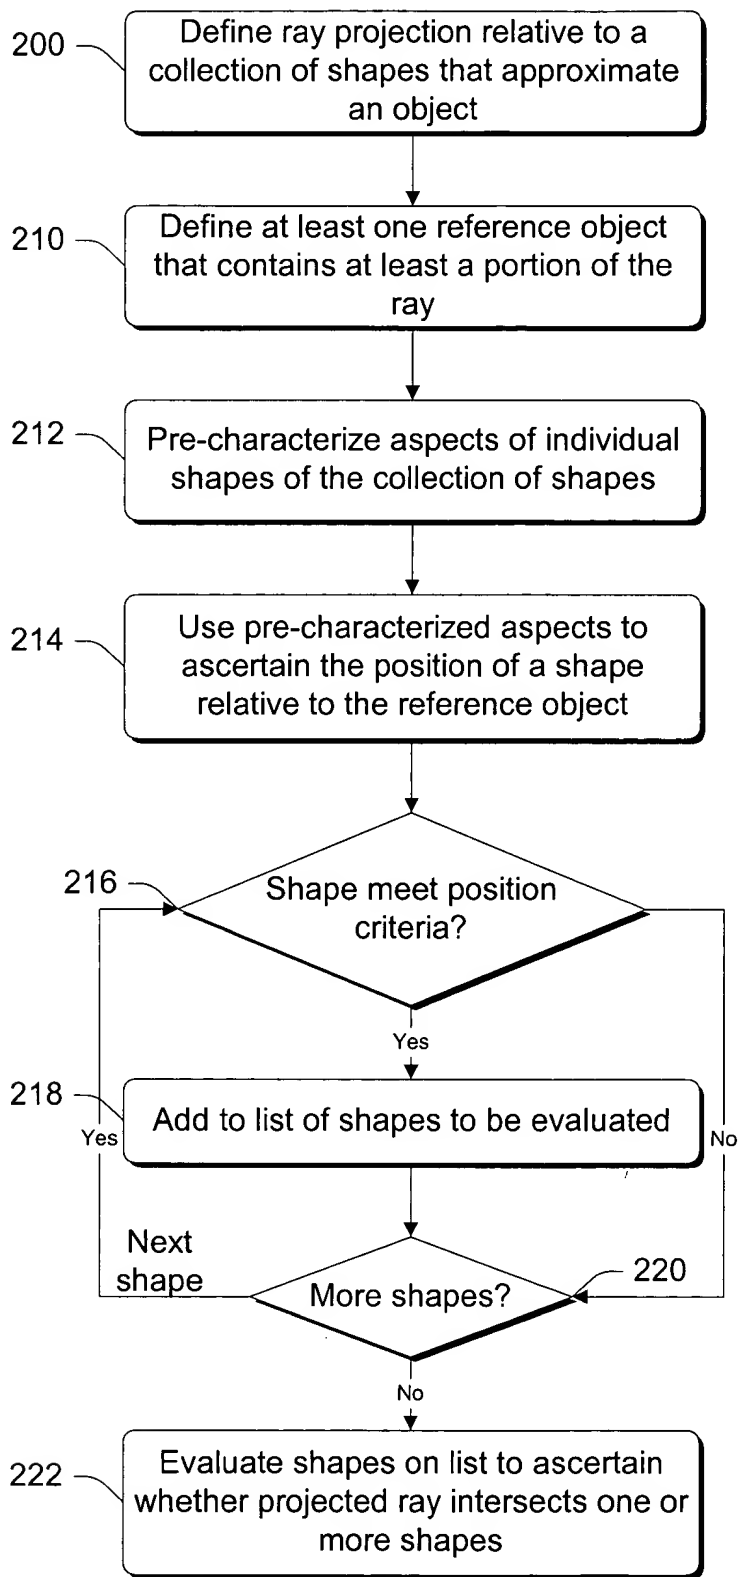 200
Define ray projection relative to a
collection of shapes that approximate
an object
210
Define at least one reference object
that contains at least a portion of the
ray
212
Pre-characterize aspects of individual
shapes of the collection of shapes
214
Use pre-characterized aspects to
ascertain the position of a shape
relative to the reference object
216
Shape meet position
criteria?
Yes
218
Add to list of shapes to be evaluated
Yes
No
Next
shape
220
More shapes?
No
222
Evaluate shapes on list to ascertain
whether projected ray intersects one or
more shapes